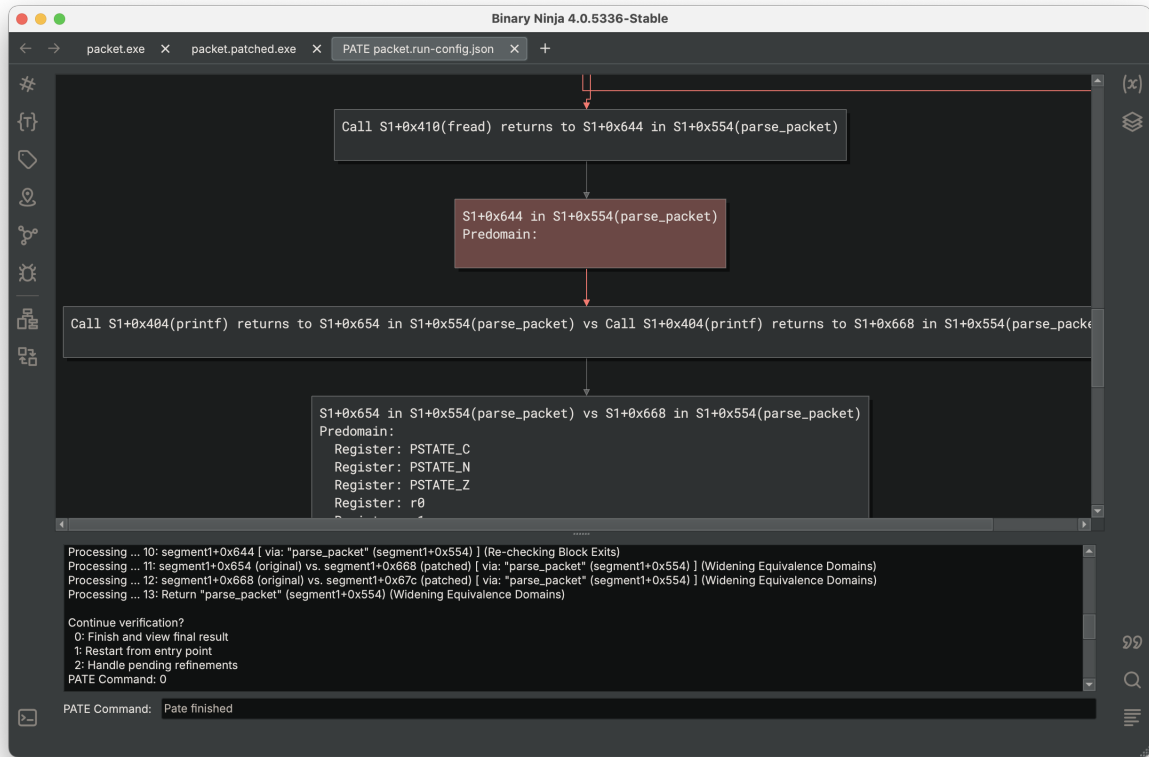 Binary Ninja 4.0.5336-Stable
packet.exe
packet.patched.exe
PATE packet.run-config.json
Call S1+0x410(fread) returns to S1+0x644 in S1+0x554(parse_packet)
S1+0x644 in S1+0x554(parse_packet)
Predomain:
Call S1+0x404(printf) returns to S1+0x654 in S1+0x554(parse_packet) vs Call S1+0x404(printf) returns to S1+0x668 in S1+0x554(parse_packe
S1+0x654 in S1+0x554(parse_packet) vs S1+0x668 in S1+0x554(parse_packet)
Predomain:
Register: PSTATE_C
Register: PSTATE_N
Register: PSTATE_Z
Register: r0
Processing ... 10: segment1+0x644 [ via: "parse_packet" (segment1+0x554) ] (Re-checking Block Exits)
Processing ... 11: segment1+0x654 (original) vs. segment1+0x668 (patched) [ via: "parse_packet" (segment1+0x554) ] (Widening Equivalence Domains)
Processing ... 12: segment1+0x668 (original) vs. segment1+0x67c (patched) [ via: "parse_packet" (segment1+0x554) ] (Widening Equivalence Domains)
Processing ... 13: Return "parse_packet" (segment1+0x554) (Widening Equivalence Domains)
Continue verification?
0: Finish and view final result
1: Restart from entry point
2: Handle pending refinements
PATE Command: 0
PATE Command: Pate finished